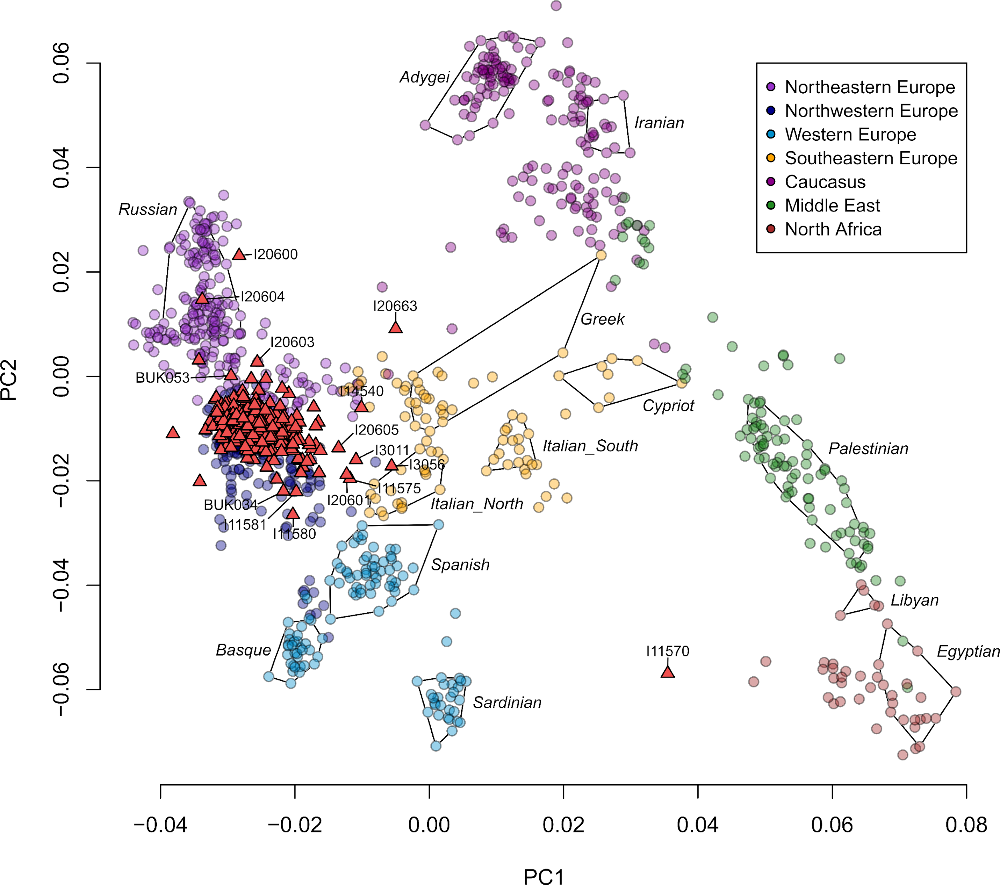 Adygei
Iranian
Northeastern Europe
Northwestern Europe
Western Europe
Southeastern Europe
Caucasus
Middle East
North Africa
Russian
I20600
I20604
I20663
Greek
I20603
BUK053
I14540
Cypriot
I20605
I3011
Italian_South
Palestinian
I3056
I11575
I20601
Italian_North
BUK034
I11581
I11580
Spanish
Libyan
Basque
I11570
Egyptian
Sardinian
PC2
0.06
0.04
0.02
0.00
−0.02
−0.04
−0.06
−0.04
−0.02
0.00
0.02
0.04
0.06
0.08
PC1